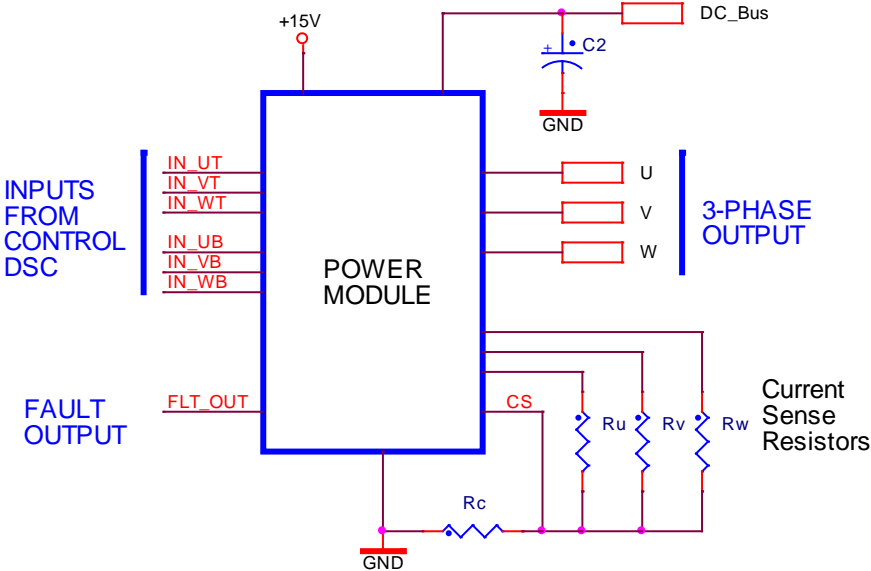 +15V
DC_Bus
+
C2
GND
IN_UT
IN_VT
IN_WT
IN_UB
IN_VB
IN_WB
INPUTS
FROM
CONTROL
DSC
POWER
MODULE
U
V
W
3-PHASE
OUTPUT
FLT_OUT
FAULT
OUTPUT
CS
Ru
Rv
Rw
Current
Sense
Resistors
Rc
GND